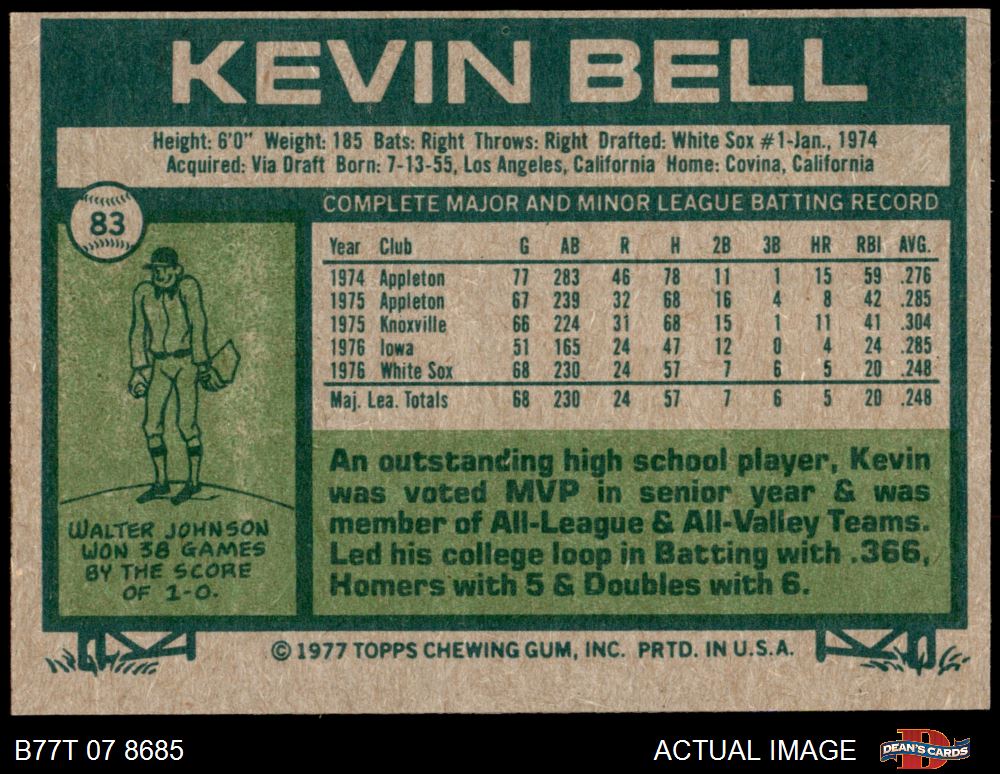 KEVIN BELL
Height: 6'0" Weight: 185 Bats: Right Throws: Right Drafted: White Sox #1-Jan., 1974
Acquired: Via Draft Born: 7-13-55, Los Angeles, California Home: Covina, California
83
COMPLETE MAJOR AND MINOR LEAGUE BATTING RECORD
Year Club G AB R H 2B 3B HR RBI AVG.
1974 Appleton 77 283 46 78 11 1 15 59 .276
1975 Appleton 67 239 32 68 16 4 8 42 .285
1975 Knoxville 66 224 31 68 15 1 11 41 .304
1976 Iowa 51 165 24 47 12 0 4 24 .285
1976 White Sox 68 230 24 57 7 6 5 20 .248
Maj. Lea. Totals 68 230 24 57 7 6 5 20 .248
WALTER JOHNSON
WON 38 GAMES
BY THE SCORE
OF 1-0.
An outstanding high school player, Kevin
was voted MVP in senior year & was
member of All-League & All-Valley Teams.
Led his college loop in Batting with .366,
Homers with 5 & Doubles with 6.
© 1977 TOPPS CHEWING GUM, INC. PRTD. IN U.S.A.
B77T 07 8685
ACTUAL IMAGE
DEAN'S CARDS